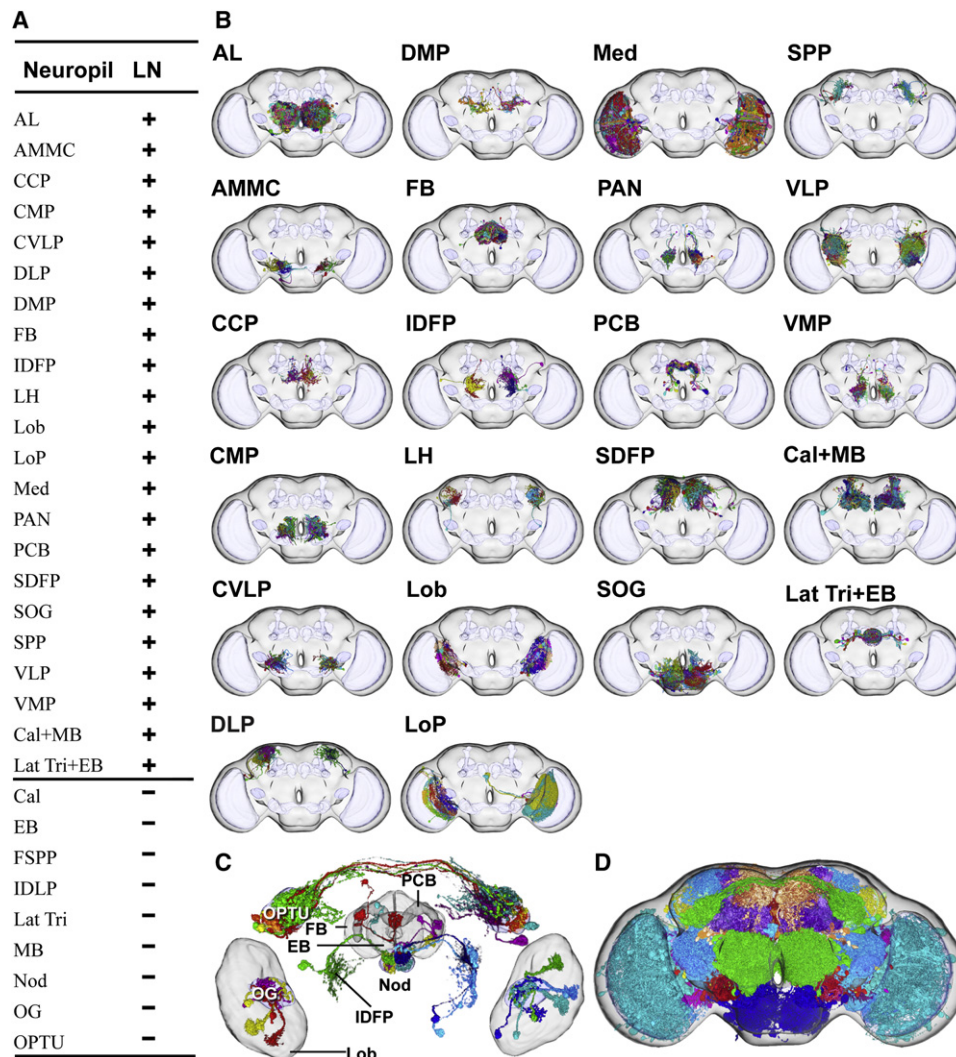 A
Neuropil LN
AL +
AMMC +
CCP +
CMP +
CVLP +
DLP +
DMP +
FB +
IDFP +
LH +
Lob +
LoP +
Med +
PAN +
PCB +
SDFP +
SOG +
SPP +
VLP +
VMP +
Cal+MB +
Lat Tri+EB +
Cal −
EB −
FSPP −
IDLP −
Lat Tri −
MB −
Nod −
OG −
OPTU −
B
AL DMP Med SPP
AMMC FB PAN VLP
CCP IDFP PCB VMP
CMP LH SDFP Cal+MB
CVLP Lob SOG Lat Tri+EB
DLP LoP
C
PCB
OPTU
FB
EB
Nod
OG
IDFP
Lob
D